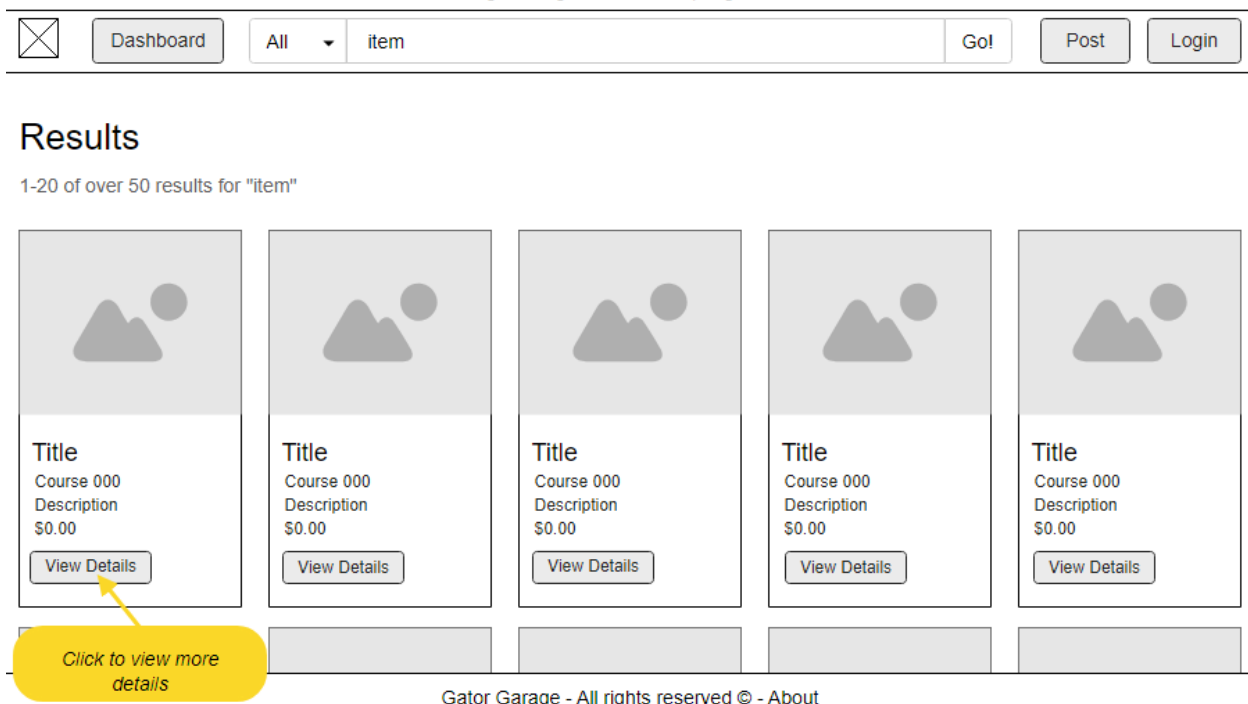 Dashboard All item Go! Post Login
Results
1-20 of over 50 results for "item"
Title Title Title Title Title
Course 000 Course 000 Course 000 Course 000 Course 000
Description Description Description Description Description
$0.00 $0.00 $0.00 $0.00 $0.00
View Details View Details View Details View Details View Details
Click to view more
details
Gator Garage - All rights reserved © - About